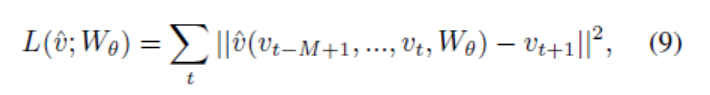 L(v̂; W_θ) = ∑_t ||v̂(v_{t−M+1}, ..., v_t, W_θ) − v_{t+1}||², (9)